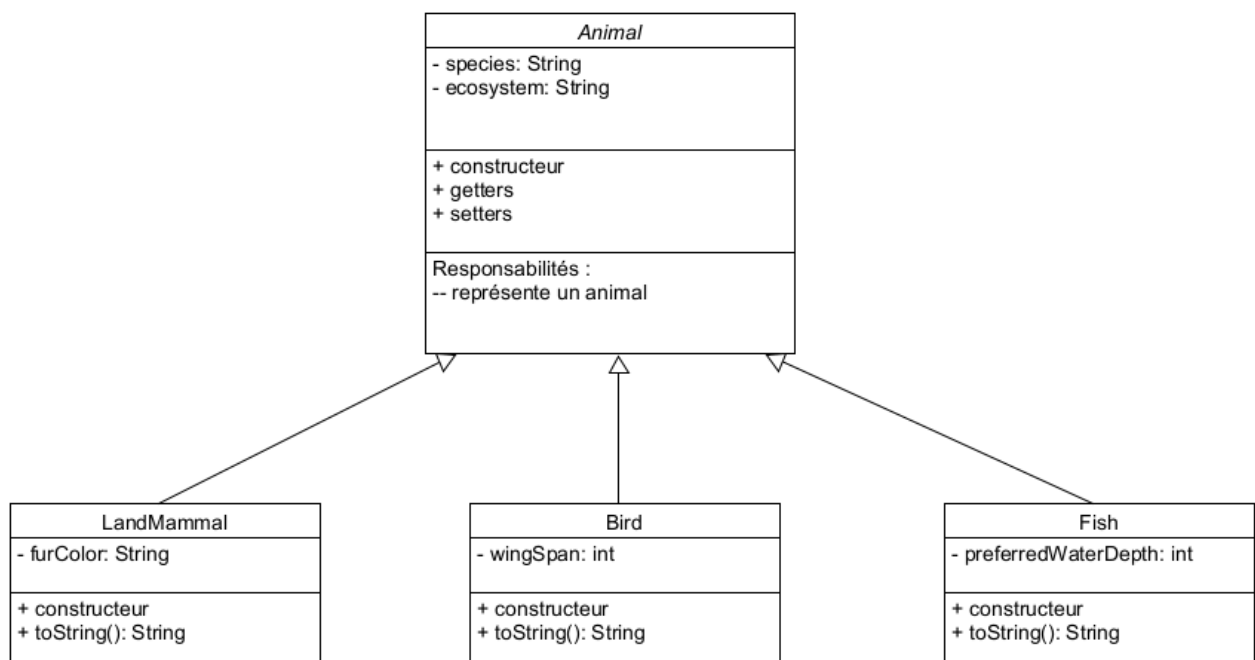 Animal
- species: String
- ecosystem: String
+ constructeur
+ getters
+ setters
Responsabilités :
-- représente un animal
LandMammal
- furColor: String
+ constructeur
+ toString(): String
Bird
- wingSpan: int
+ constructeur
+ toString(): String
Fish
- preferredWaterDepth: int
+ constructeur
+ toString(): String